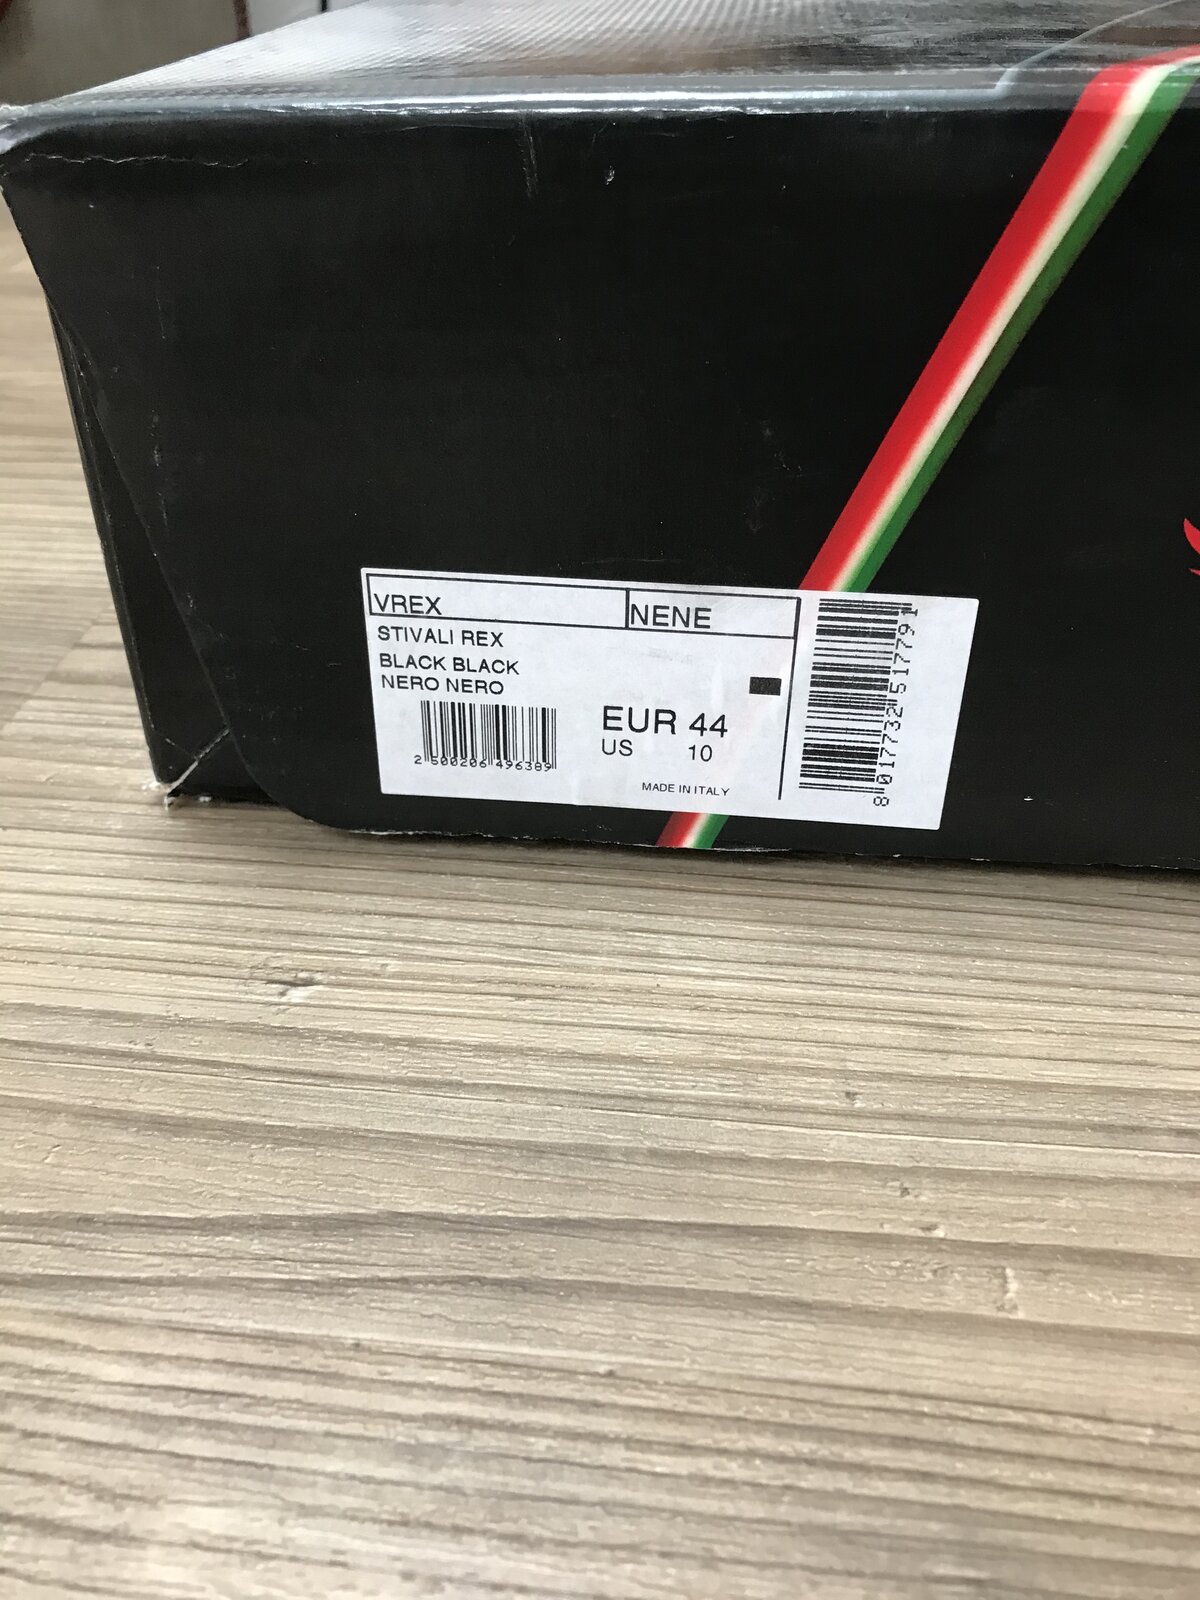 VREX NENE
STIVALI REX
BLACK BLACK
NERO NERO
EUR 44
US 10
2 500206 496389
MADE IN ITALY
8 017732 517791